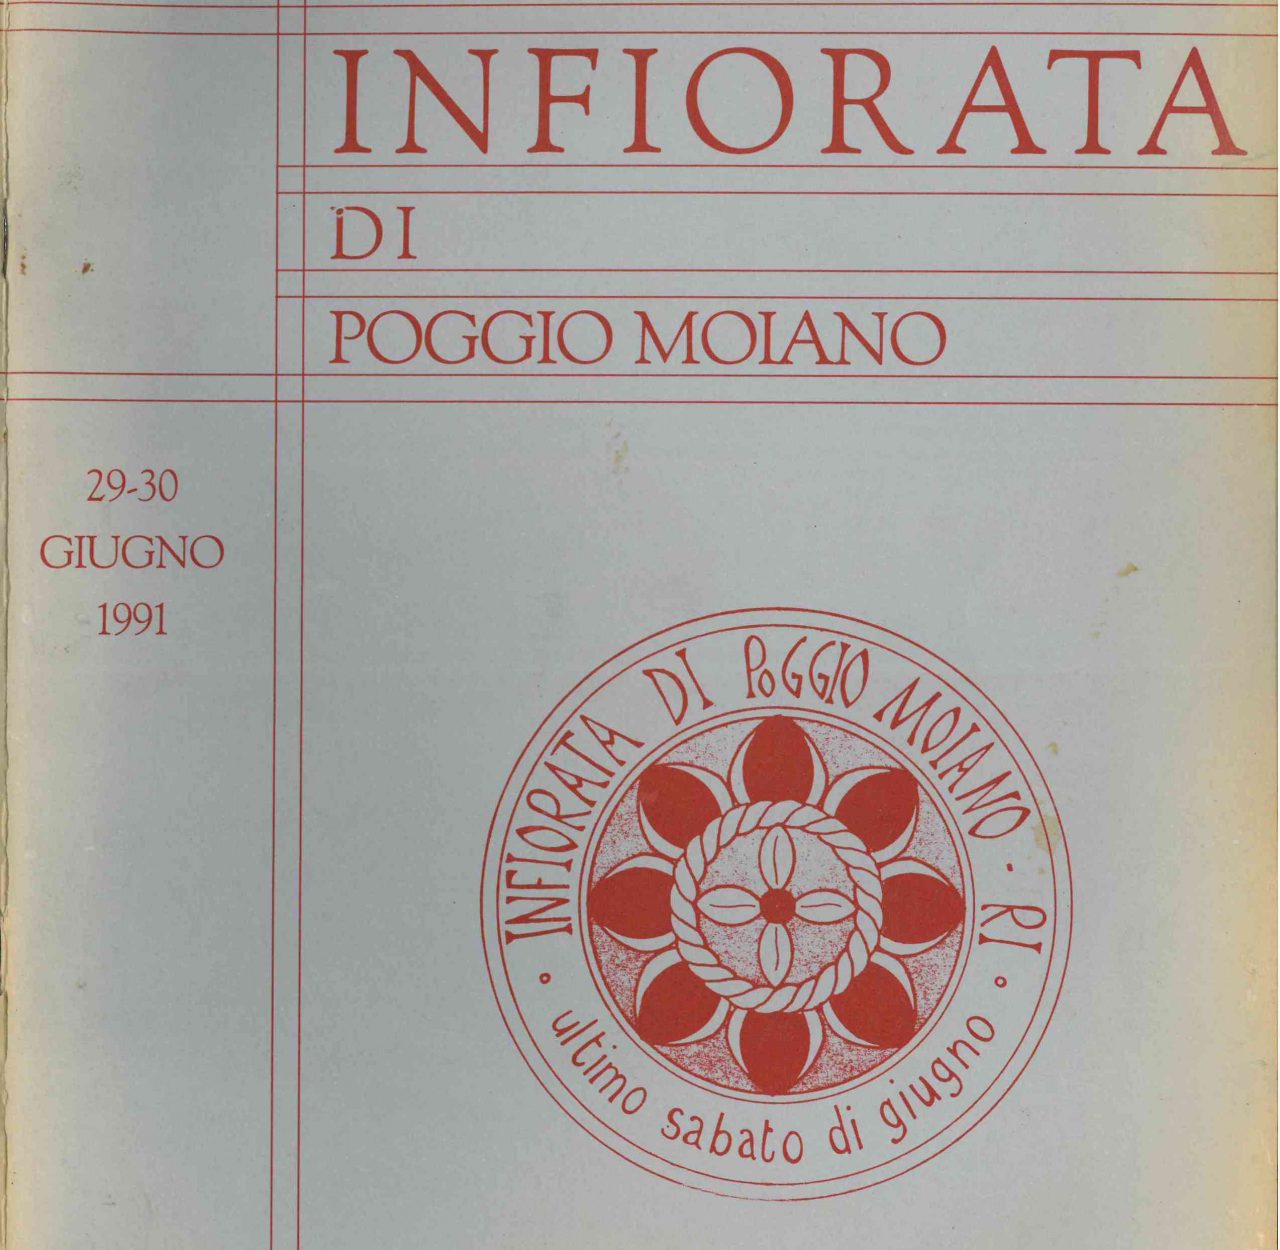 INFIORATA
DI
POGGIO MOIANO
29-30
GIUGNO
1991
INFIORATA DI POGGIO MOIANO - RI
ultimo sabato di giugno